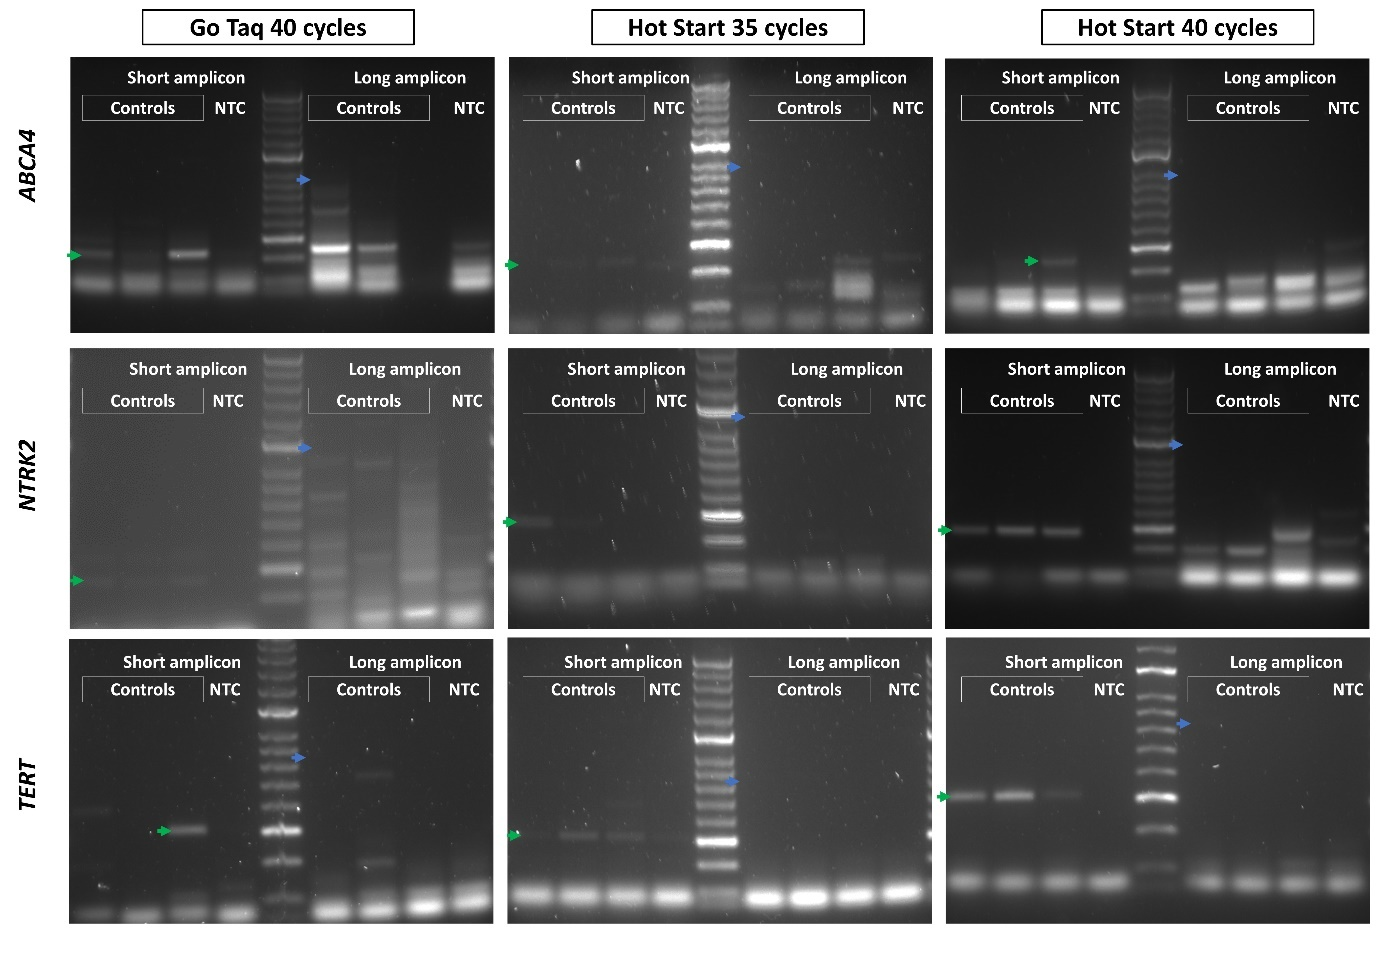 Go Taq 40 cycles
Hot Start 35 cycles
Hot Start 40 cycles
ABCA4
Short amplicon
Long amplicon
Controls
NTC
Controls
NTC
Short amplicon
Long amplicon
Controls
NTC
Controls
NTC
Short amplicon
Long amplicon
Controls
NTC
Controls
NTC
NTRK2
Short amplicon
Long amplicon
Controls
NTC
Controls
NTC
Short amplicon
Long amplicon
Controls
NTC
Controls
NTC
Short amplicon
Long amplicon
Controls
NTC
Controls
NTC
TERT
Short amplicon
Long amplicon
Controls
NTC
Controls
NTC
Short amplicon
Long amplicon
Controls
NTC
Controls
NTC
Short amplicon
Long amplicon
Controls
NTC
Controls
NTC